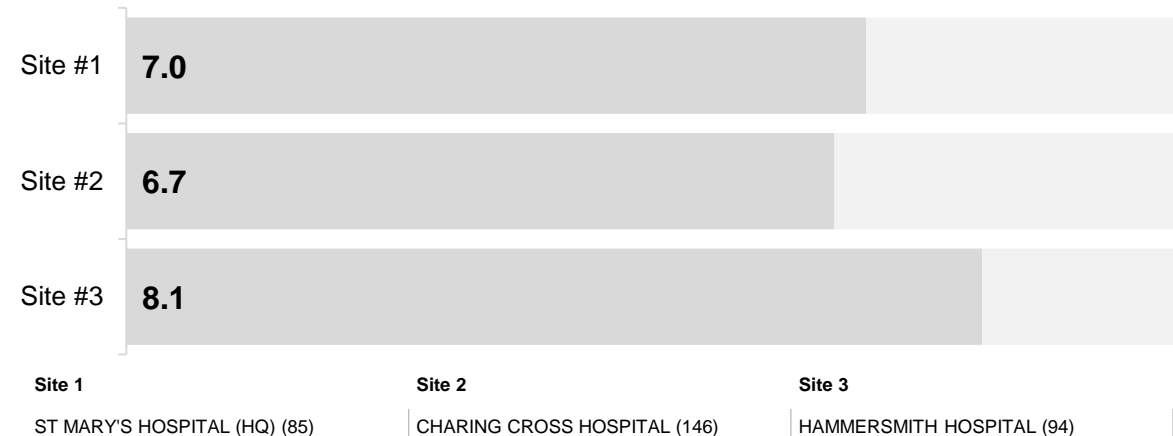 Site #1 7.0
Site #2 6.7
Site #3 8.1
Site 1 Site 2 Site 3
ST MARY'S HOSPITAL (HQ) (85) CHARING CROSS HOSPITAL (146) HAMMERSMITH HOSPITAL (94)